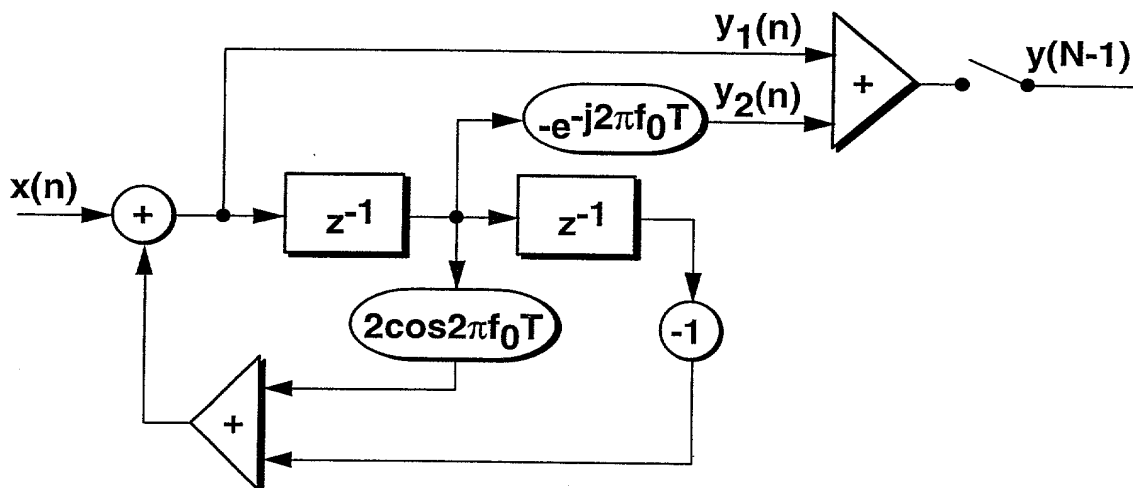 y₁(n)
+
y(N-1)
-e⁻ʲ²πf₀T
y₂(n)
x(n)
+
z⁻¹
z⁻¹
2cos2πf₀T
-1
+